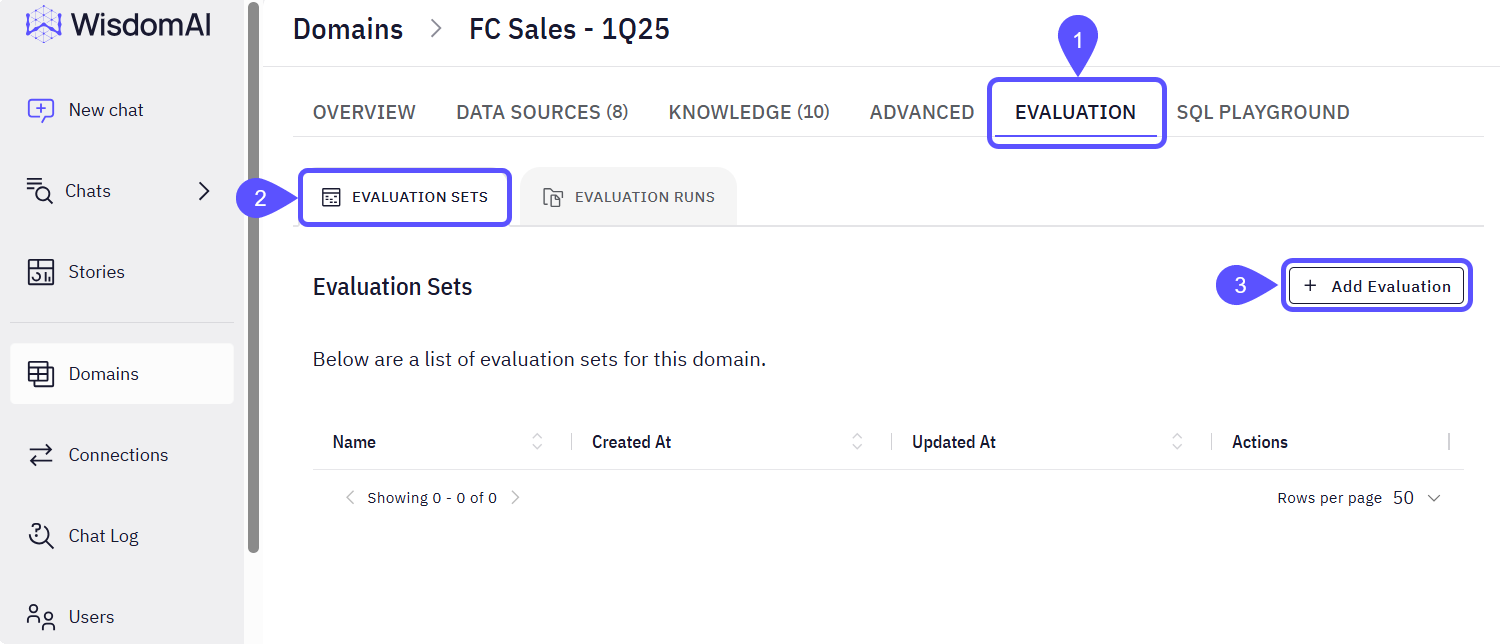 WisdomAI
New chat
Chats
Stories
Domains
Connections
Chat Log
Users
Domains > FC Sales - 1Q25
1
OVERVIEW DATA SOURCES (8) KNOWLEDGE (10) ADVANCED EVALUATION SQL PLAYGROUND
2 EVALUATION SETS EVALUATION RUNS
Evaluation Sets 3 + Add Evaluation
Below are a list of evaluation sets for this domain.
Name Created At Updated At Actions
< Showing 0 - 0 of 0 > Rows per page 50